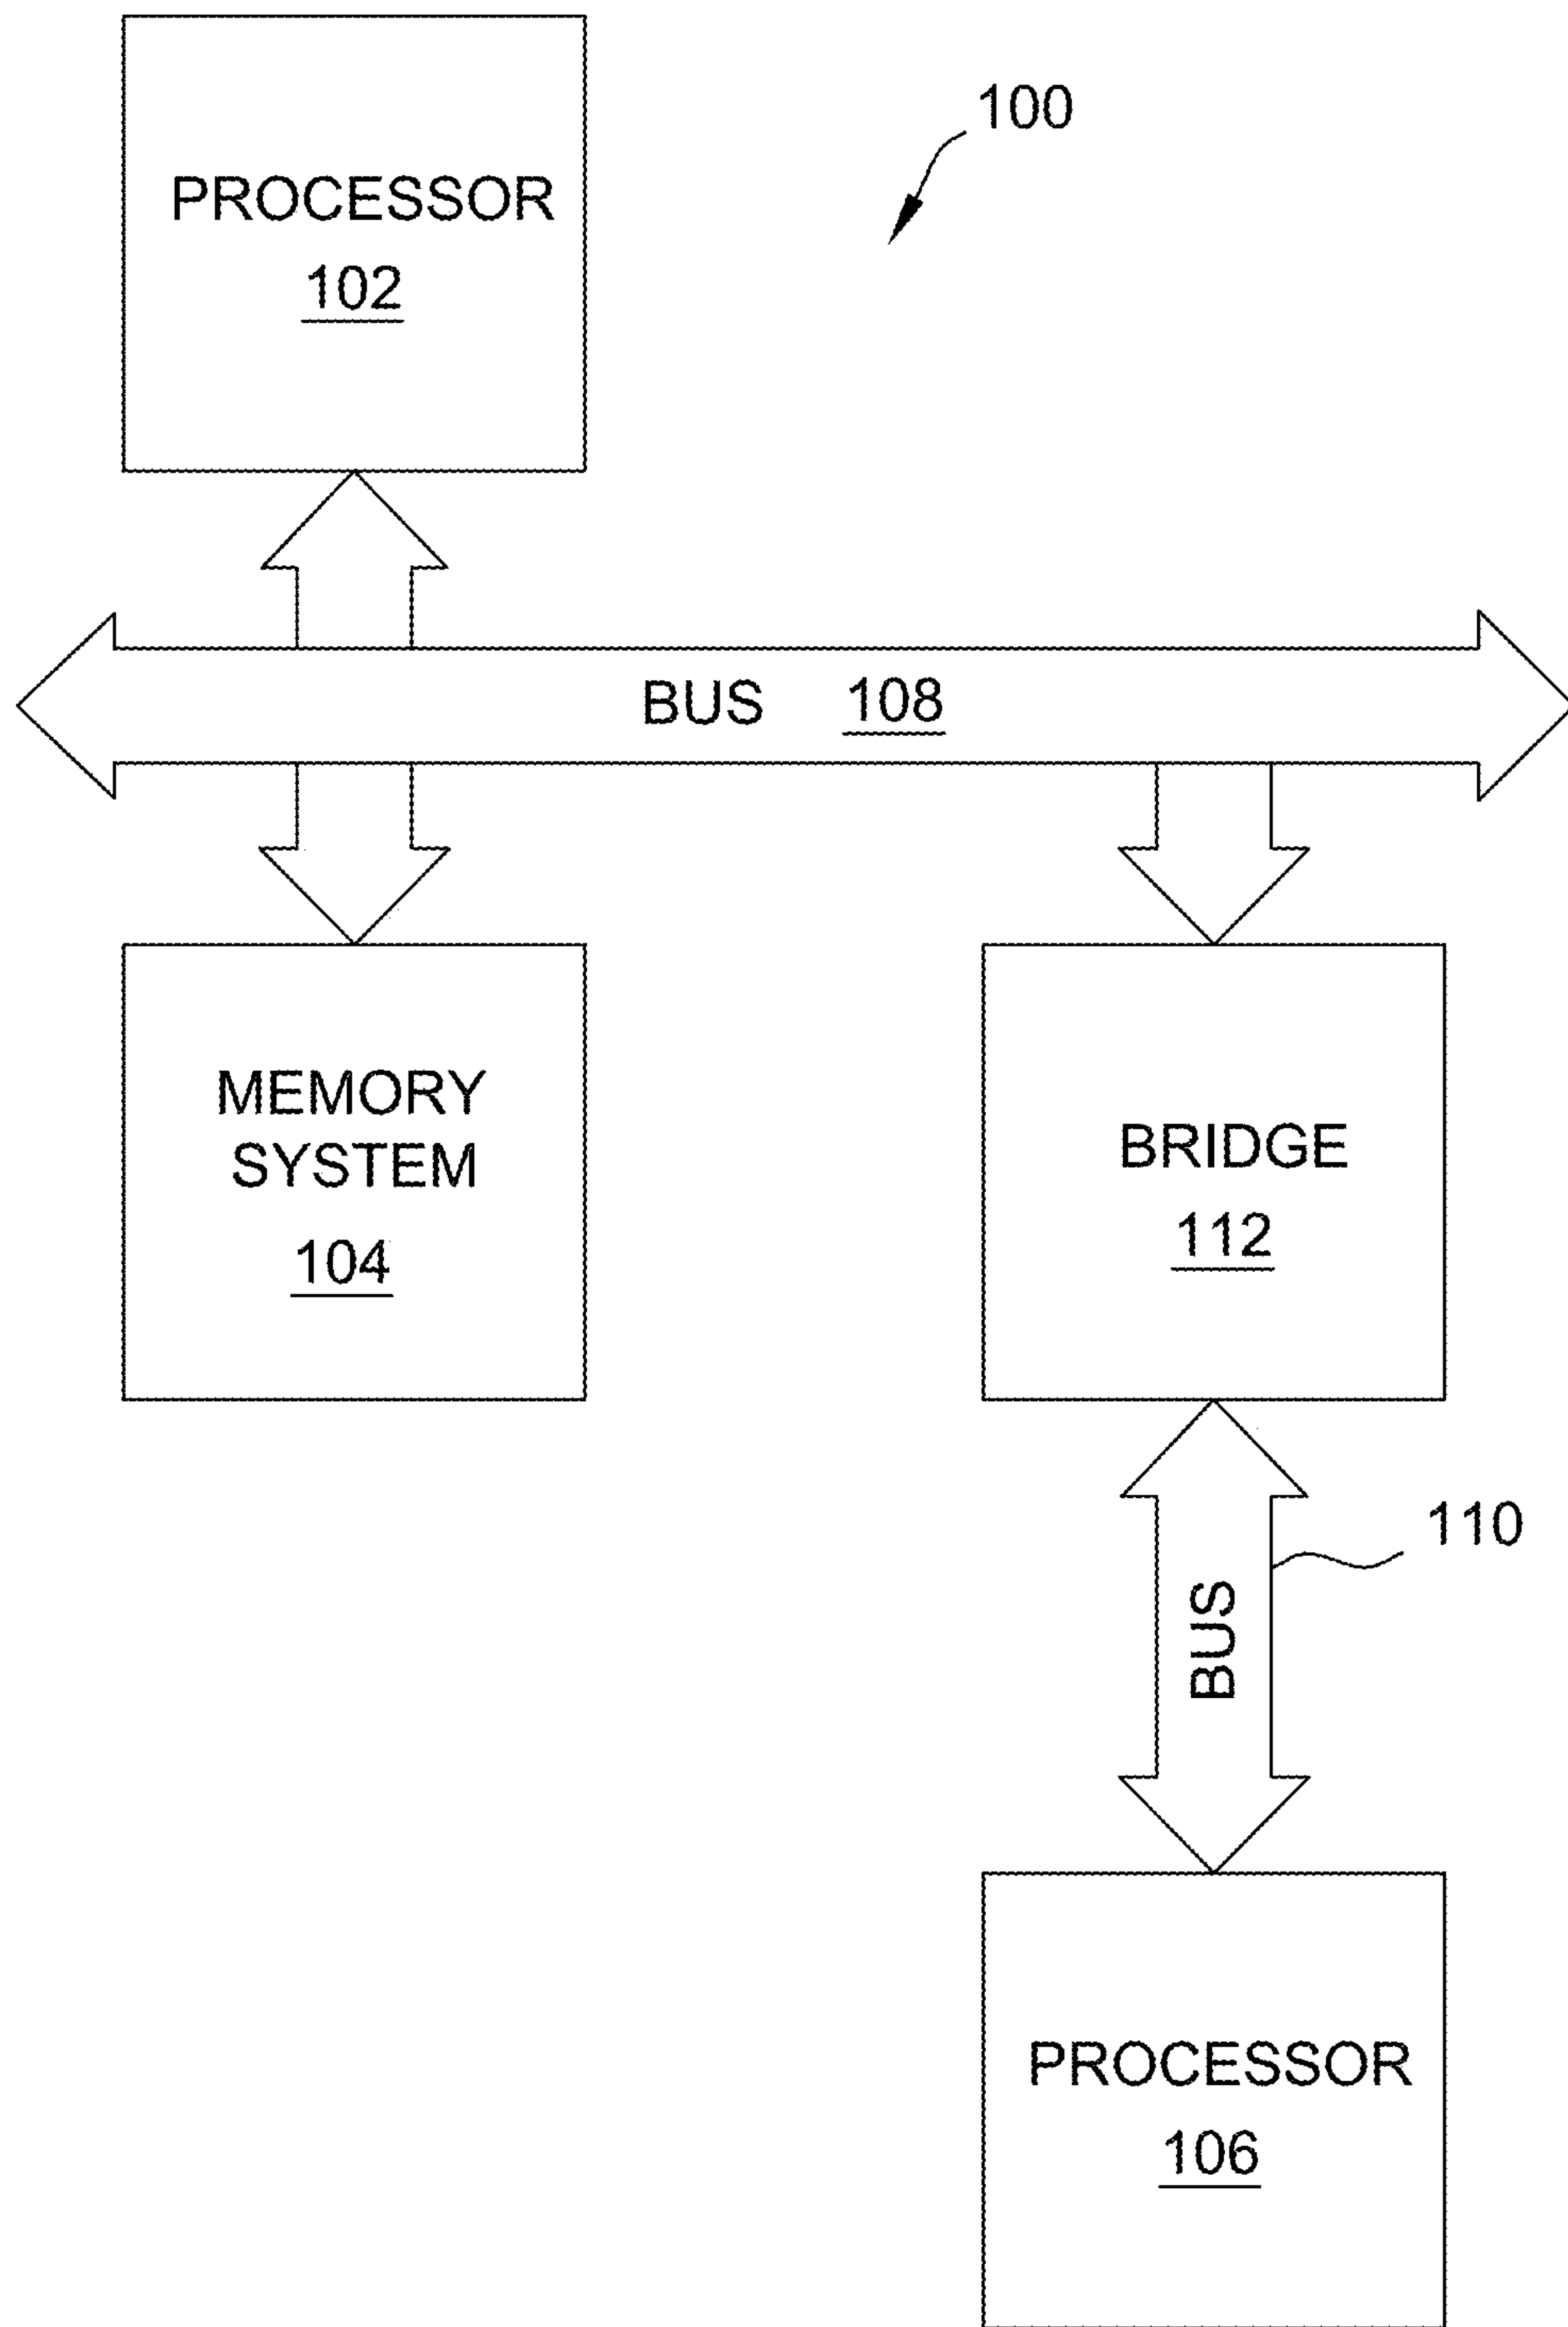 100
PROCESSOR
102
BUS 108
MEMORY
SYSTEM
104
BRIDGE
112
110
BUS
PROCESSOR
106